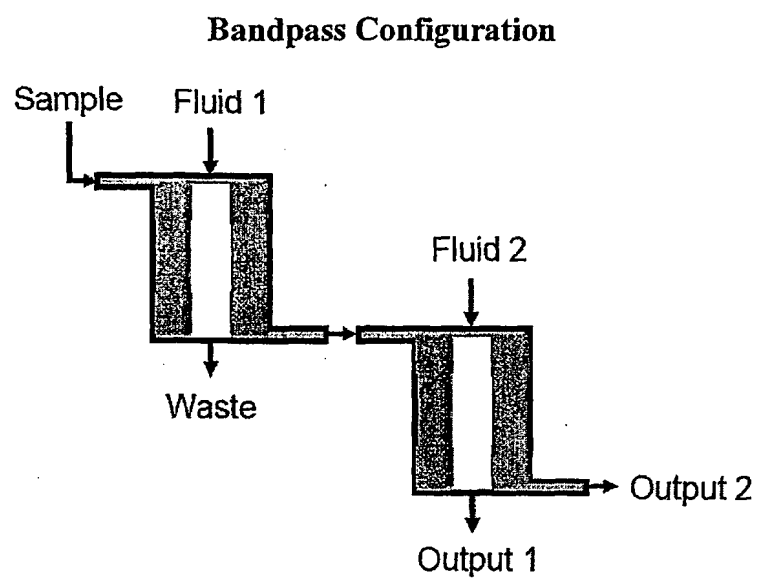 Bandpass Configuration
Sample
Fluid 1
Fluid 2
Waste
Output 2
Output 1